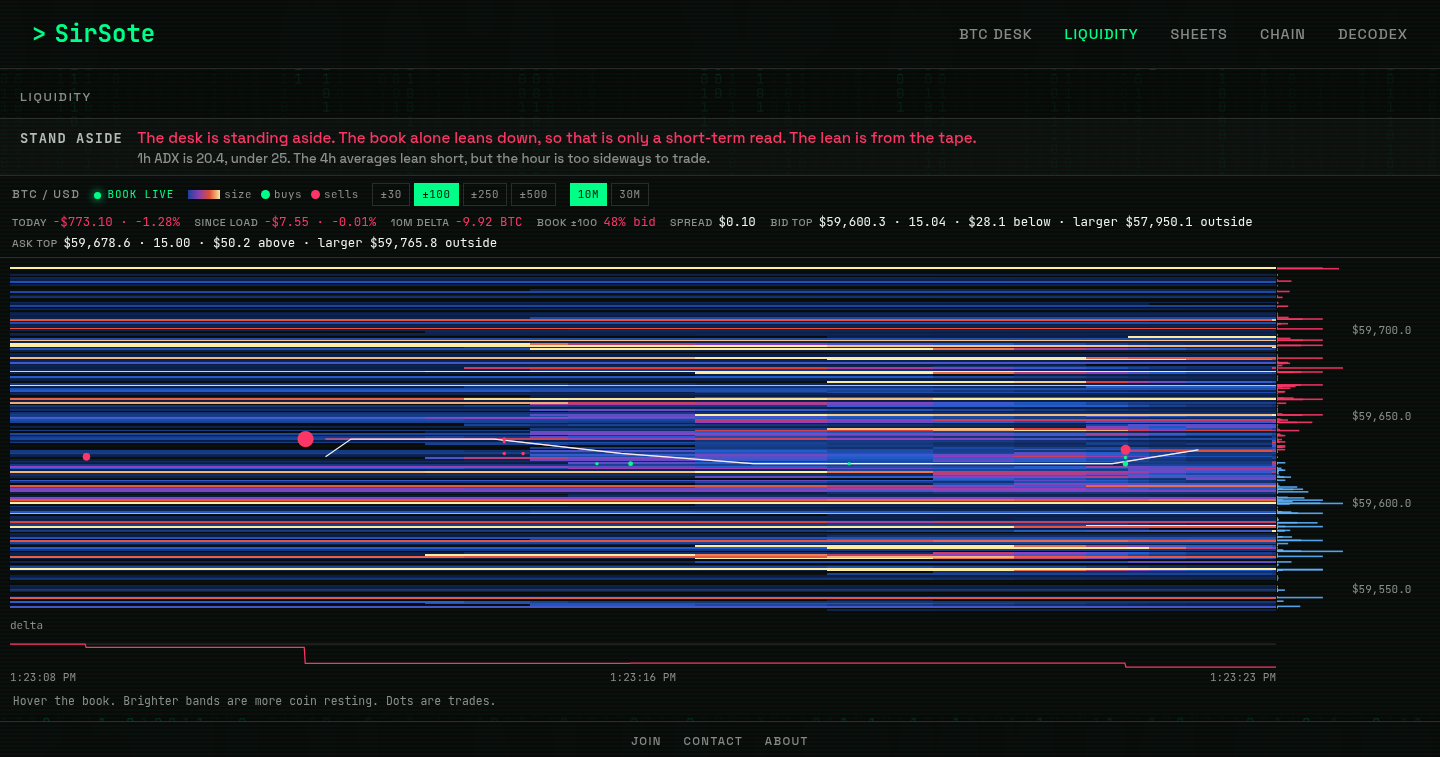 > SirSote
BTC DESK LIQUIDITY SHEETS CHAIN DECODEX
LIQUIDITY
STAND ASIDE The desk is standing aside. The book alone leans down, so that is only a short-term read. The lean is from the tape.
1h ADX is 20.4, under 25. The 4h averages lean short, but the hour is too sideways to trade.
BTC / USD BOOK LIVE size buys sells ±30 ±100 ±250 ±500 10M 30M
TODAY -$773.10 · -1.28% SINCE LOAD -$7.55 · -0.01% 10M DELTA -9.92 BTC BOOK ±100 48% bid SPREAD $0.10 BID TOP $59,600.3 · 15.04 · $28.1 below · larger $57,950.1 outside
ASK TOP $59,678.6 · 15.00 · $50.2 above · larger $59,765.8 outside
$59,700.0
$59,650.0
$59,600.0
$59,550.0
delta
1:23:08 PM 1:23:16 PM 1:23:23 PM
Hover the book. Brighter bands are more coin resting. Dots are trades.
JOIN CONTACT ABOUT